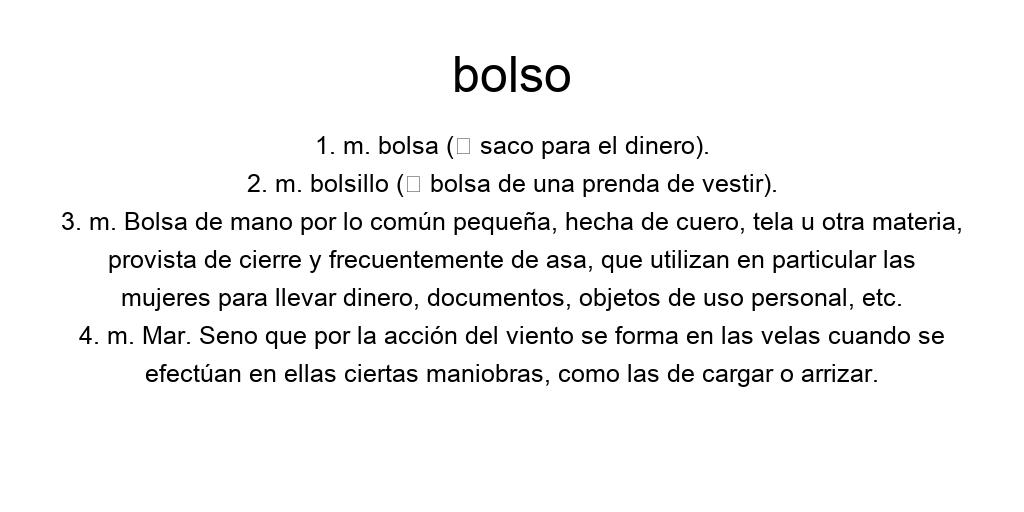 bolso
1. m. bolsa (□ saco para el dinero).
2. m. bolsillo (□ bolsa de una prenda de vestir).
3. m. Bolsa de mano por lo común pequeña, hecha de cuero, tela u otra materia,
provista de cierre y frecuentemente de asa, que utilizan en particular las
mujeres para llevar dinero, documentos, objetos de uso personal, etc.
4. m. Mar. Seno que por la acción del viento se forma en las velas cuando se
efectúan en ellas ciertas maniobras, como las de cargar o arrizar.